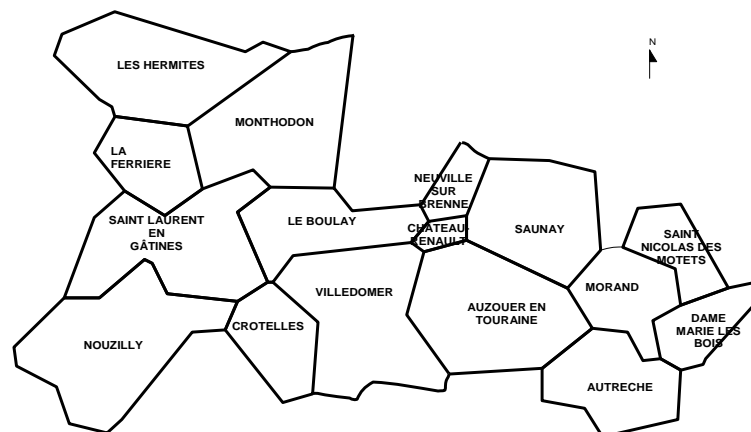 N
LES HERMITES
MONTHODON
LA
FERRIERE
NEUVILLE
SUR
BRENNE
SAINT LAURENT
EN
GÂTINES
LE BOULAY
CHATEAU-
RENAULT
SAUNAY
SAINT
NICOLAS DES
MOTETS
VILLEDOMER
MORAND
AUZOUER EN
TOURAINE
CROTELLES
NOUZILLY
DAME
MARIE LES
BOIS
AUTRECHE